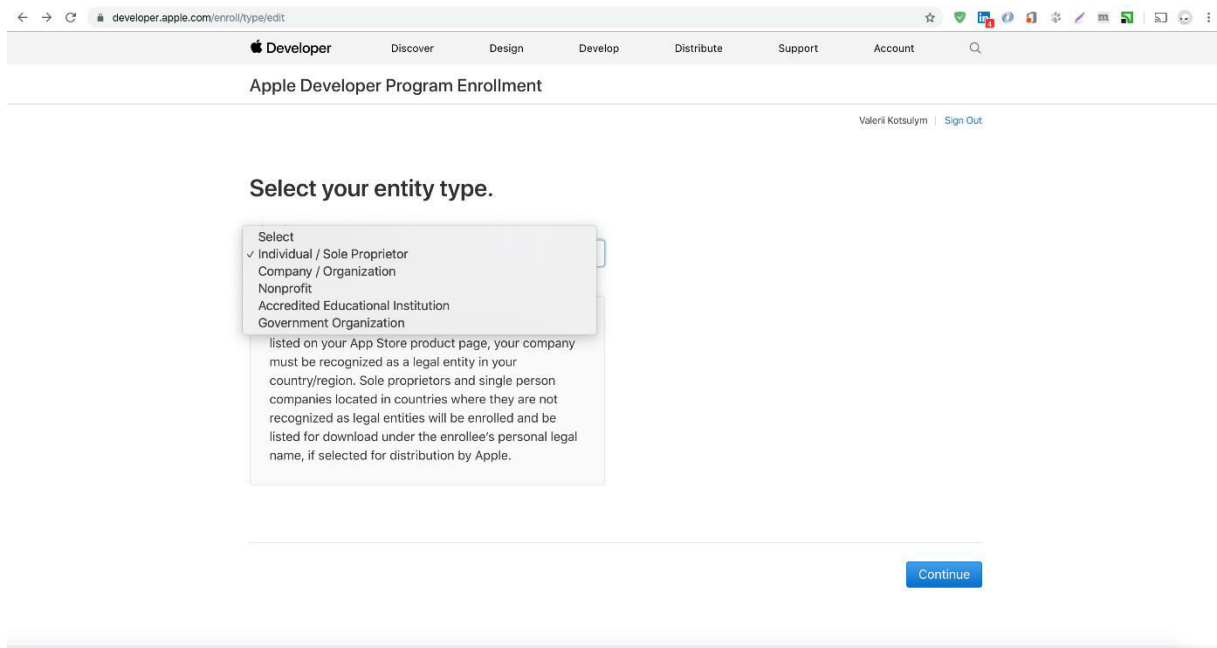 developer.apple.com/enroll/type/edit
Developer Discover Design Develop Distribute Support Account
Apple Developer Program Enrollment
Valerii Kotsulym | Sign Out
Select your entity type.
Select
✓ Individual / Sole Proprietor
Company / Organization
Nonprofit
Accredited Educational Institution
Government Organization
listed on your App Store product page, your company
must be recognized as a legal entity in your
country/region. Sole proprietors and single person
companies located in countries where they are not
recognized as legal entities will be enrolled and be
listed for download under the enrollee’s personal legal
name, if selected for distribution by Apple.
Continue